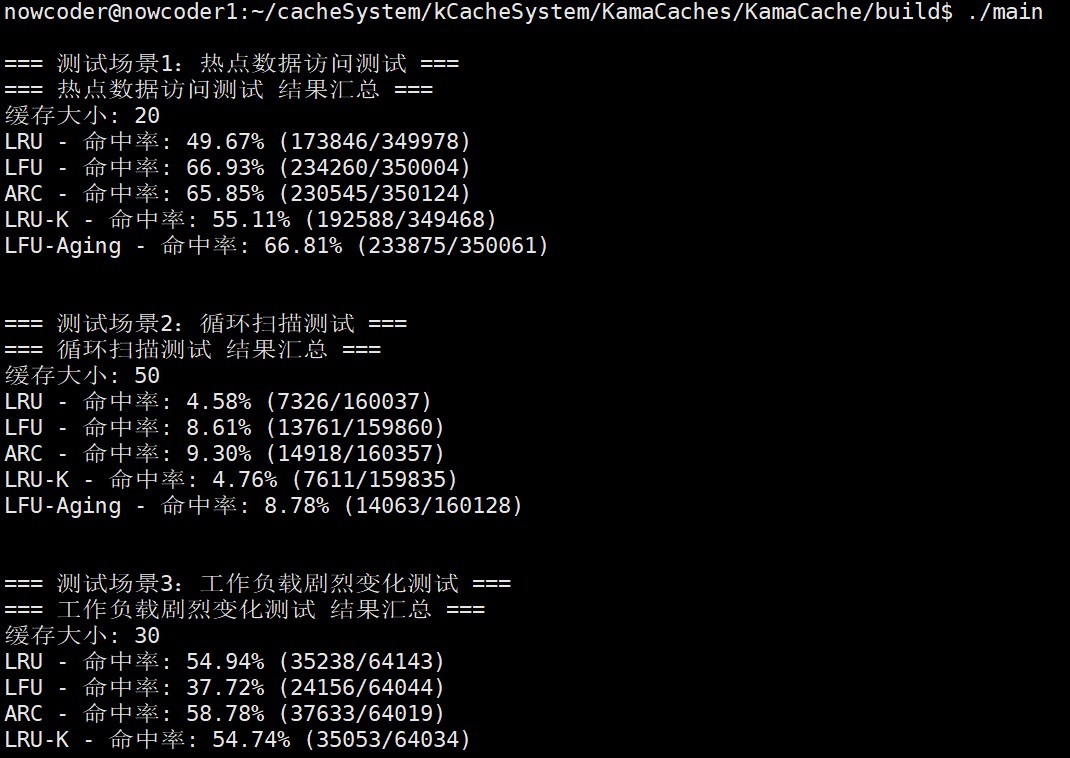 nowcoder@nowcoder1:~/cacheSystem/kCacheSystem/KamaCaches/KamaCache/build$ ./main
=== 测试场景1：热点数据访问测试 ===
=== 热点数据访问测试 结果汇总 ===
缓存大小: 20
LRU - 命中率: 49.67% (173846/349978)
LFU - 命中率: 66.93% (234260/350004)
ARC - 命中率: 65.85% (230545/350124)
LRU-K - 命中率: 55.11% (192588/349468)
LFU-Aging - 命中率: 66.81% (233875/350061)
=== 测试场景2：循环扫描测试 ===
=== 循环扫描测试 结果汇总 ===
缓存大小: 50
LRU - 命中率: 4.58% (7326/160037)
LFU - 命中率: 8.61% (13761/159860)
ARC - 命中率: 9.30% (14918/160357)
LRU-K - 命中率: 4.76% (7611/159835)
LFU-Aging - 命中率: 8.78% (14063/160128)
=== 测试场景3：工作负载剧烈变化测试 ===
=== 工作负载剧烈变化测试 结果汇总 ===
缓存大小: 30
LRU - 命中率: 54.94% (35238/64143)
LFU - 命中率: 37.72% (24156/64044)
ARC - 命中率: 58.78% (37633/64019)
LRU-K - 命中率: 54.74% (35053/64034)